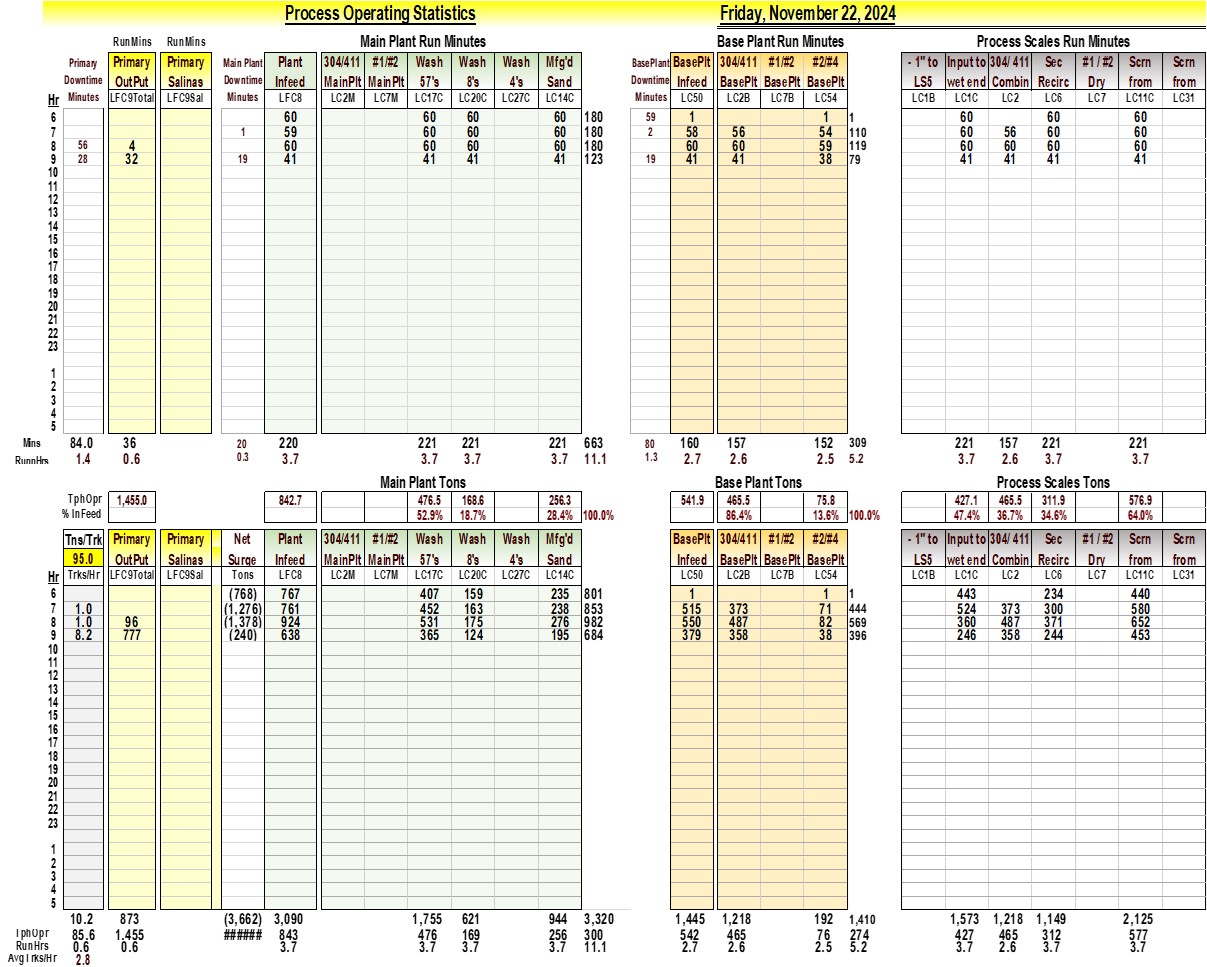 Process Operating Statistics Friday, November 22, 2024
RunMins RunMins Main Plant Run Minutes Base Plant Run Minutes Process Scales Run Minutes
Primary Primary Primary Main Plant Plant 304/411 #1/#2 Wash Wash Wash Mfg'd BasePlant BasePlt 304/411 #1/#2 #2/#4 - 1" to Input to 304/ 411 Sec #1 / #2 Scrn Scrn
Downtime OutPut Salinas Downtime Infeed MainPlt MainPlt 57's 8's 4's Sand Downtime Infeed BasePlt BasePlt BasePlt LS5 wet end Combin Recirc Dry from from
Hr Minutes LFC9Total LFC9Sal Minutes LFC8 LC2M LC7M LC17C LC20C LC27C LC14C Minutes LC50 LC2B LC7B LC54 LC1B LC1C LC2 LC6 LC7 LC11C LC31
6 60 60 60 60 180 59 1 1 1 60 60 60
7 1 59 60 60 60 180 2 58 56 54 110 60 56 60 60
8 56 4 60 60 60 60 180 60 60 59 119 60 60 60 60
9 28 32 19 41 41 41 41 123 19 41 41 38 79 41 41 41 41
10
11
12
13
14
15
16
17
18
19
20
21
22
23
1
2
3
4
5
Mins 84.0 36 20 220 221 221 221 663 80 160 157 152 309 221 157 221 221
RunnHrs 1.4 0.6 0.3 3.7 3.7 3.7 3.7 11.1 1.3 2.7 2.6 2.5 5.2 3.7 2.6 3.7 3.7
Main Plant Tons Base Plant Tons Process Scales Tons
TphOpr 1,455.0 842.7 476.5 168.6 256.3 541.9 465.5 75.8 427.1 465.5 311.9 576.9
% InFeed 52.9% 18.7% 28.4% 100.0% 86.4% 13.6% 100.0% 47.4% 36.7% 34.6% 64.0%
Tns/Trk Primary Primary Net Plant 304/411 #1/#2 Wash Wash Wash Mfg'd BasePlt 304/411 #1/#2 #2/#4 - 1" to Input to 304/ 411 Sec #1 / #2 Scrn Scrn
95.0 OutPut Salinas Surge Infeed MainPlt MainPlt 57's 8's 4's Sand Infeed BasePlt BasePlt BasePlt LS5 wet end Combin Recirc Dry from from
Hr Trks/Hr LFC9Total LFC9Sal Tons LFC8 LC2M LC7M LC17C LC20C LC27C LC14C LC50 LC2B LC7B LC54 LC1B LC1C LC2 LC6 LC7 LC11C LC31
6 (768) 767 407 159 235 801 1 1 1 443 234 440
7 1.0 (1,276) 761 452 163 238 853 515 373 71 444 524 373 300 580
8 1.0 96 (1,378) 924 531 175 276 982 550 487 82 569 360 487 371 652
9 8.2 777 (240) 638 365 124 195 684 379 358 38 396 246 358 244 453
10
11
12
13
14
15
16
17
18
19
20
21
22
23
1
2
3
4
5
10.2 873 (3,662) 3,090 1,755 621 944 3,320 1,445 1,218 192 1,410 1,573 1,218 1,149 2,125
TphOpr 85.6 1,455 ###### 843 476 169 256 300 542 465 76 274 427 465 312 577
RunHrs 0.6 0.6 3.7 3.7 3.7 3.7 11.1 2.7 2.6 2.5 5.2 3.7 2.6 3.7 3.7
AvgTrks/Hr 2.8